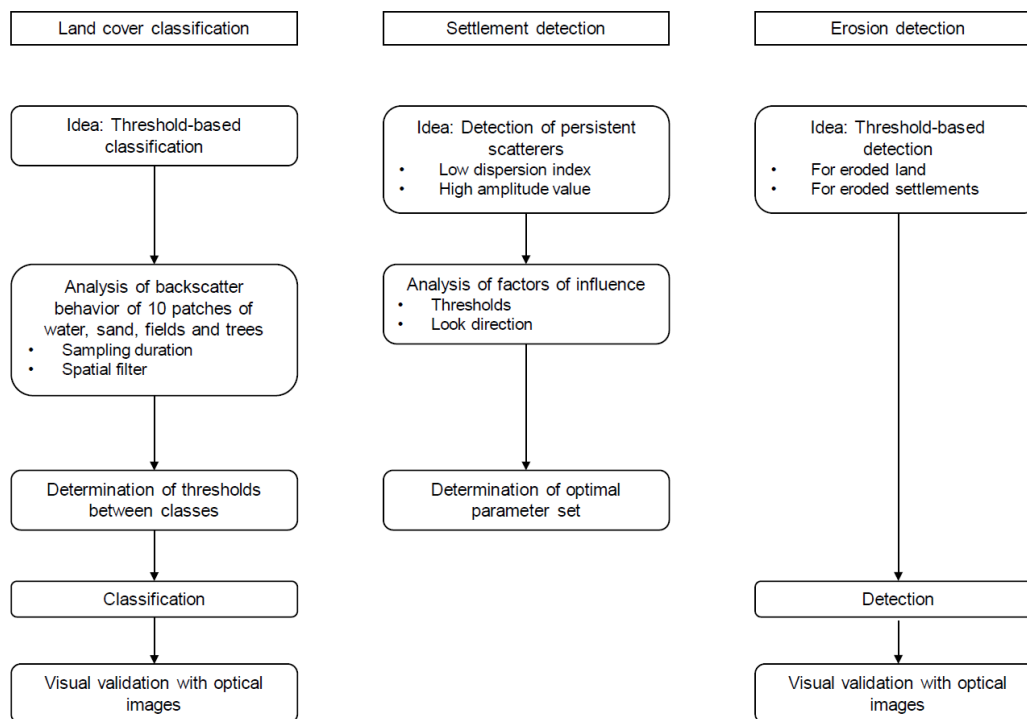 Land cover classification
Idea: Threshold-based
classification
Analysis of backscatter
behavior of 10 patches of
water, sand, fields and trees
• Sampling duration
• Spatial filter
Determination of thresholds
between classes
Classification
Visual validation with optical
images
Settlement detection
Idea: Detection of persistent
scatterers
• Low dispersion index
• High amplitude value
Analysis of factors of influence
• Thresholds
• Look direction
Determination of optimal
parameter set
Erosion detection
Idea: Threshold-based
detection
• For eroded land
• For eroded settlements
Detection
Visual validation with optical
images